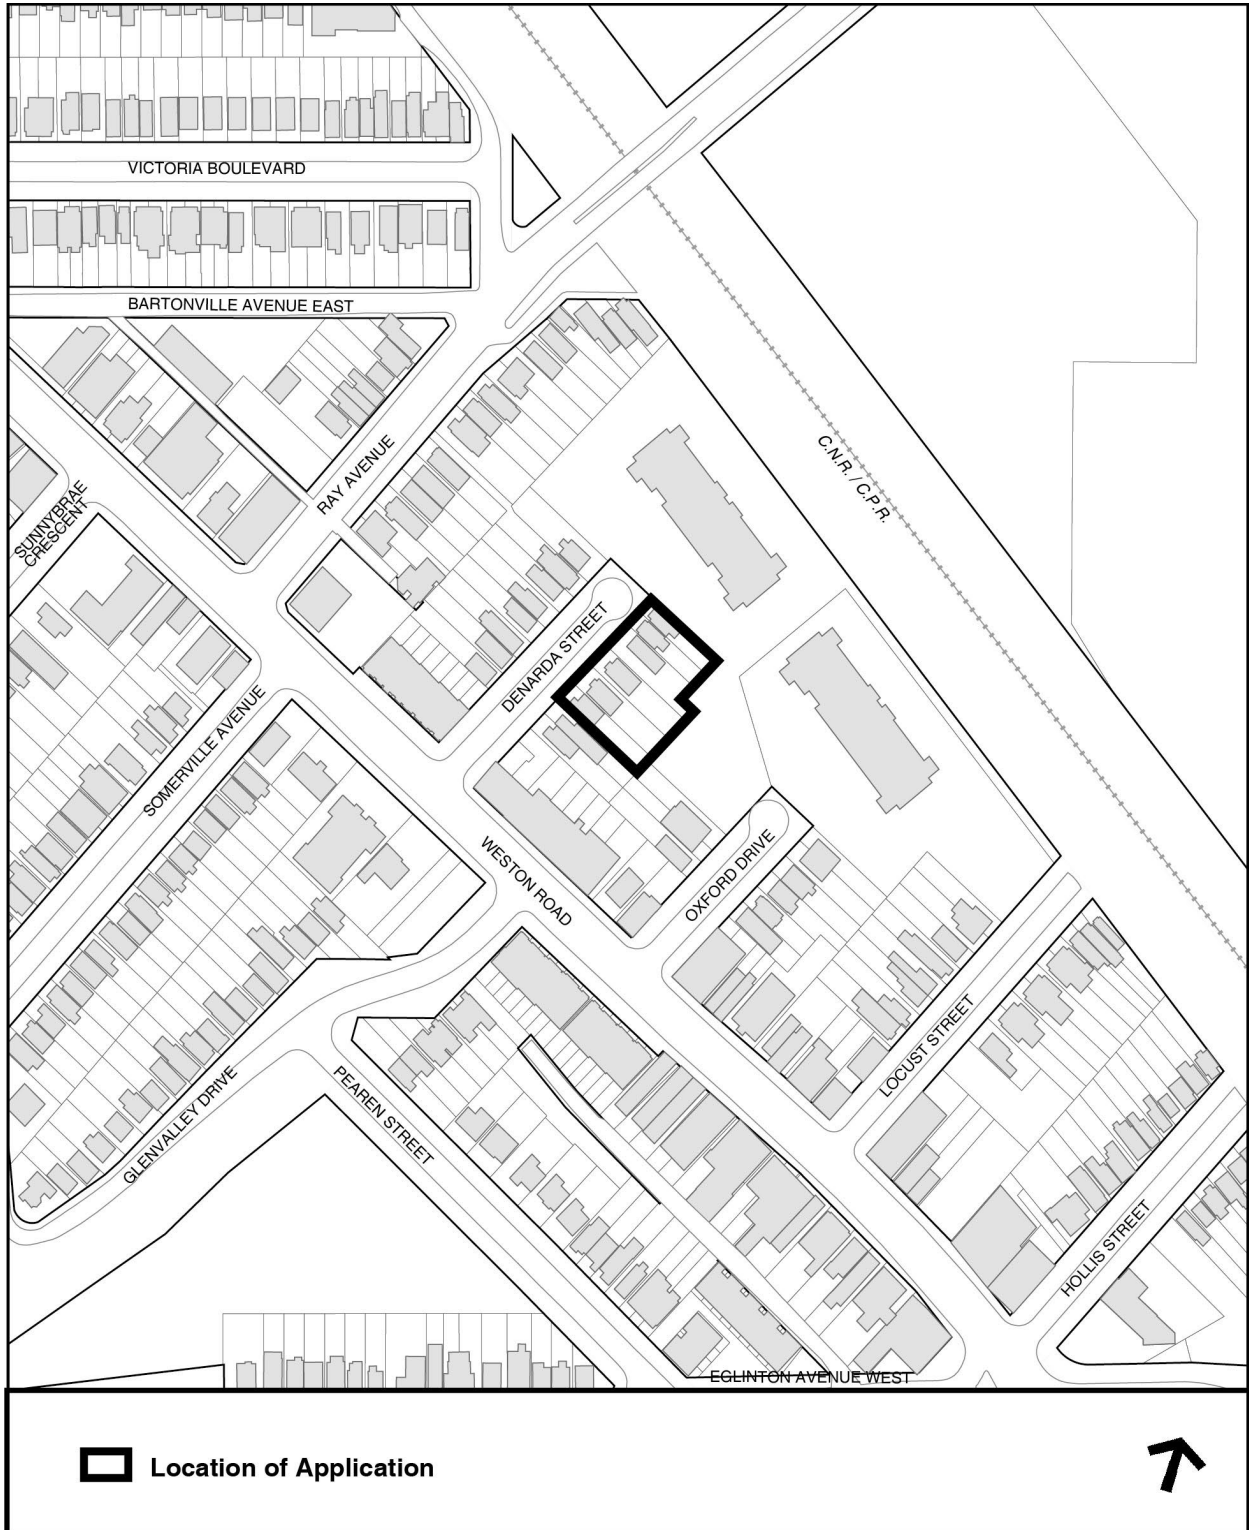 VICTORIA BOULEVARD
BARTONVILLE AVENUE EAST
C.N.R. / C.P.R.
RAY AVENUE
SUNNYBRAE
CRESCENT
DENARDA STREET
SOMERVILLE AVENUE
WESTON ROAD
OXFORD DRIVE
LOCUST STREET
GLENVALLEY DRIVE
PEAREN STREET
HOLLIS STREET
EGLINTON AVENUE WEST
Location of Application